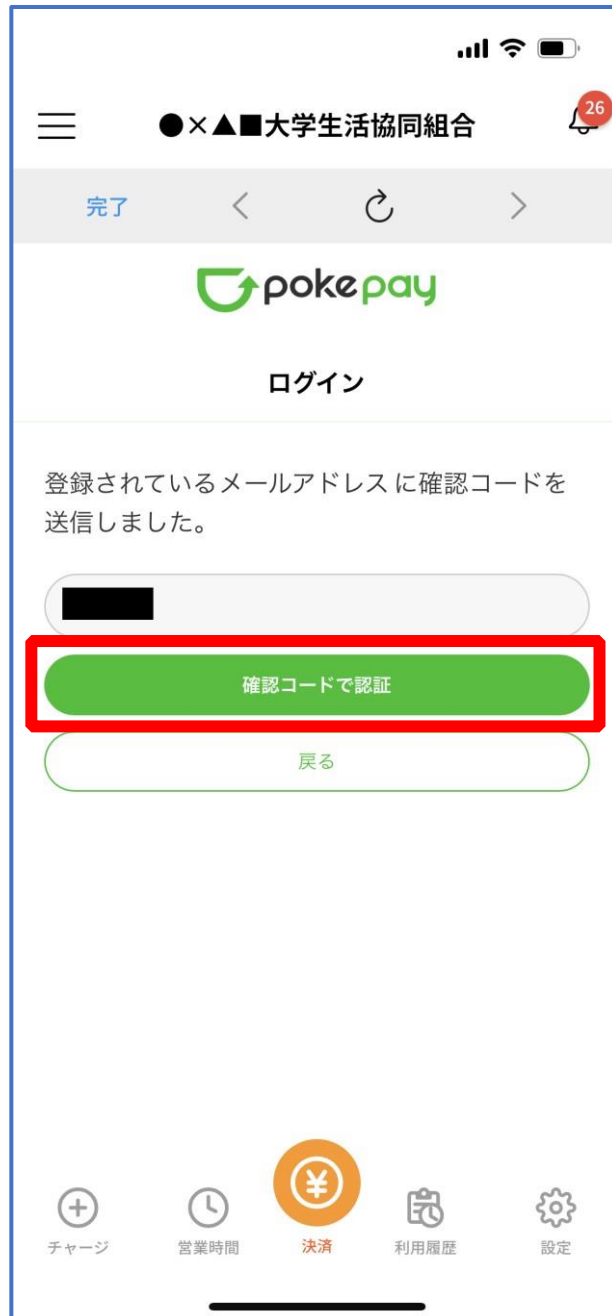 ●×▲■大学生活協同組合
26
完了
pokepay
ログイン
登録されているメールアドレスに確認コードを
送信しました。
確認コードで認証
戻る
チャージ 営業時間 決済 利用履歴 設定